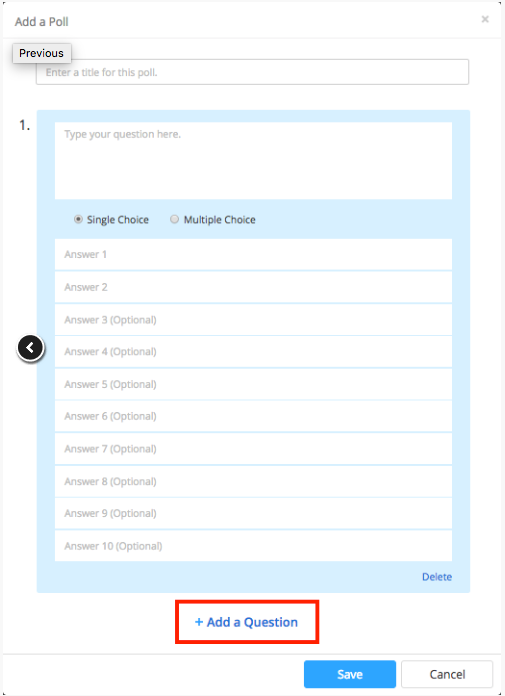 Add a Poll ×
Previous
Enter a title for this poll.
1.
Type your question here.
Single Choice Multiple Choice
Answer 1
Answer 2
Answer 3 (Optional)
Answer 4 (Optional)
Answer 5 (Optional)
Answer 6 (Optional)
Answer 7 (Optional)
Answer 8 (Optional)
Answer 9 (Optional)
Answer 10 (Optional)
Delete
+ Add a Question
Save Cancel